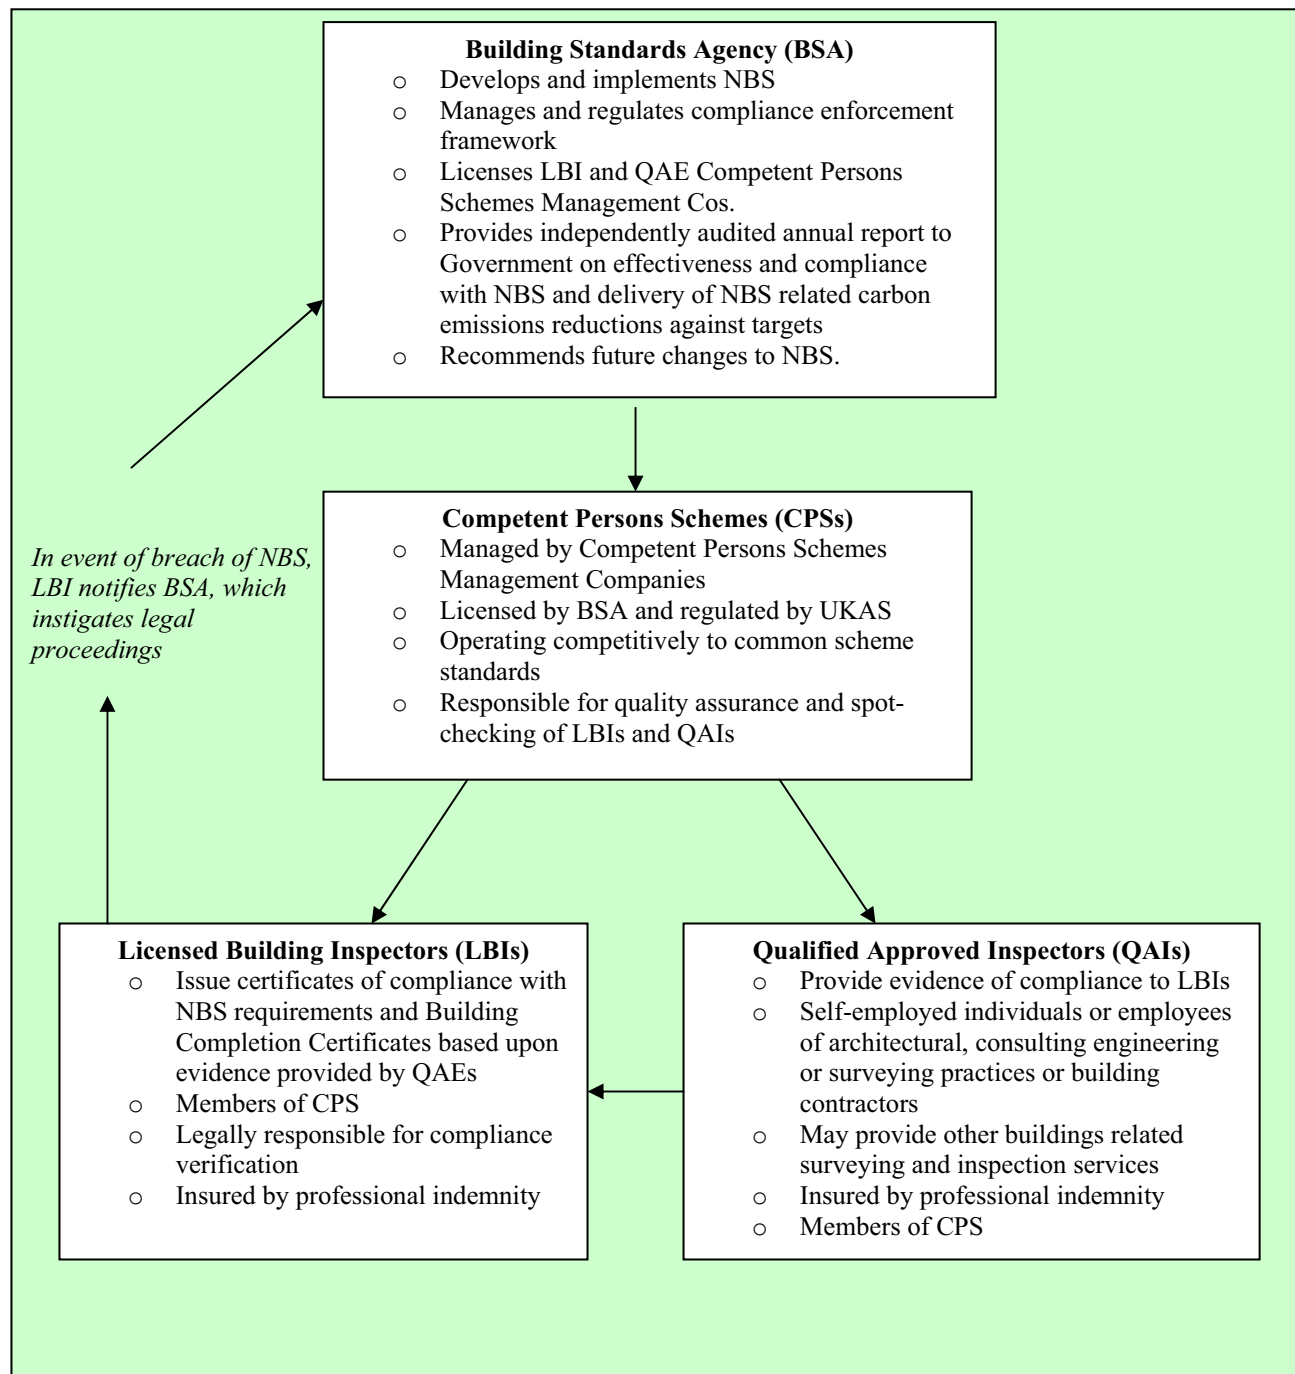 Building Standards Agency (BSA)
o Develops and implements NBS
o Manages and regulates compliance enforcement
framework
o Licenses LBI and QAE Competent Persons
Schemes Management Cos.
o Provides independently audited annual report to
Government on effectiveness and compliance
with NBS and delivery of NBS related carbon
emissions reductions against targets
o Recommends future changes to NBS.
Competent Persons Schemes (CPSs)
o Managed by Competent Persons Schemes
Management Companies
o Licensed by BSA and regulated by UKAS
o Operating competitively to common scheme
standards
o Responsible for quality assurance and spot-
checking of LBIs and QAIs
In event of breach of NBS,
LBI notifies BSA, which
instigates legal
proceedings
Licensed Building Inspectors (LBIs)
o Issue certificates of compliance with
NBS requirements and Building
Completion Certificates based upon
evidence provided by QAEs
o Members of CPS
o Legally responsible for compliance
verification
o Insured by professional indemnity
Qualified Approved Inspectors (QAIs)
o Provide evidence of compliance to LBIs
o Self-employed individuals or employees
of architectural, consulting engineering
or surveying practices or building
contractors
o May provide other buildings related
surveying and inspection services
o Insured by professional indemnity
o Members of CPS